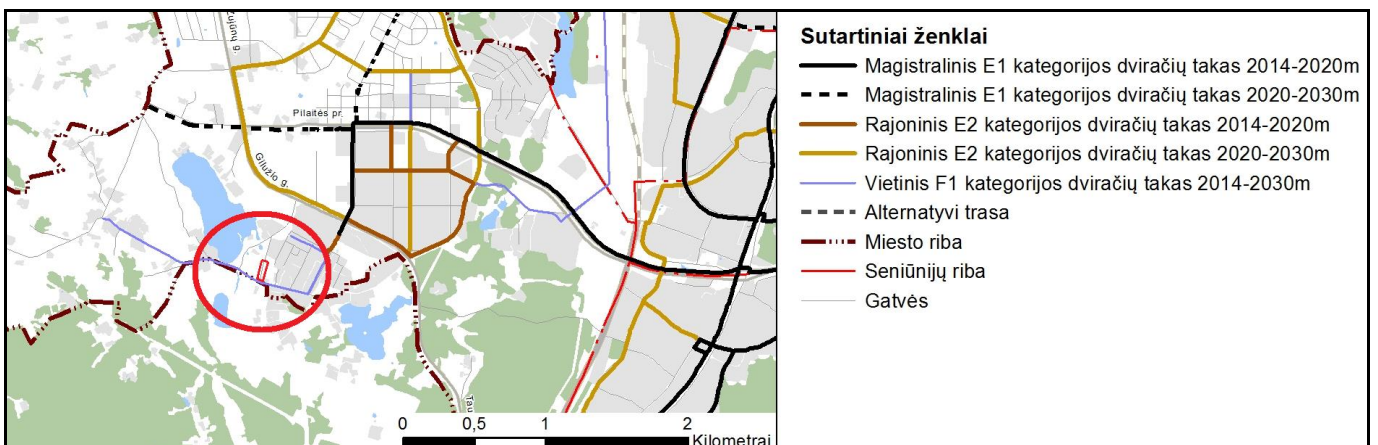 žūnų g.
Pilaitės pr.
Gilužio g.
Tau
0 0,5 1 2
Kilometrai
Sutartiniai ženklai
Magistralinis E1 kategorijos dviračių takas 2014-2020m
Magistralinis E1 kategorijos dviračių takas 2020-2030m
Rajoninis E2 kategorijos dviračių takas 2014-2020m
Rajoninis E2 kategorijos dviračių takas 2020-2030m
Vietinis F1 kategorijos dviračių takas 2014-2030m
Alternatyvi trasa
Miesto riba
Seniūnijų riba
Gatvės